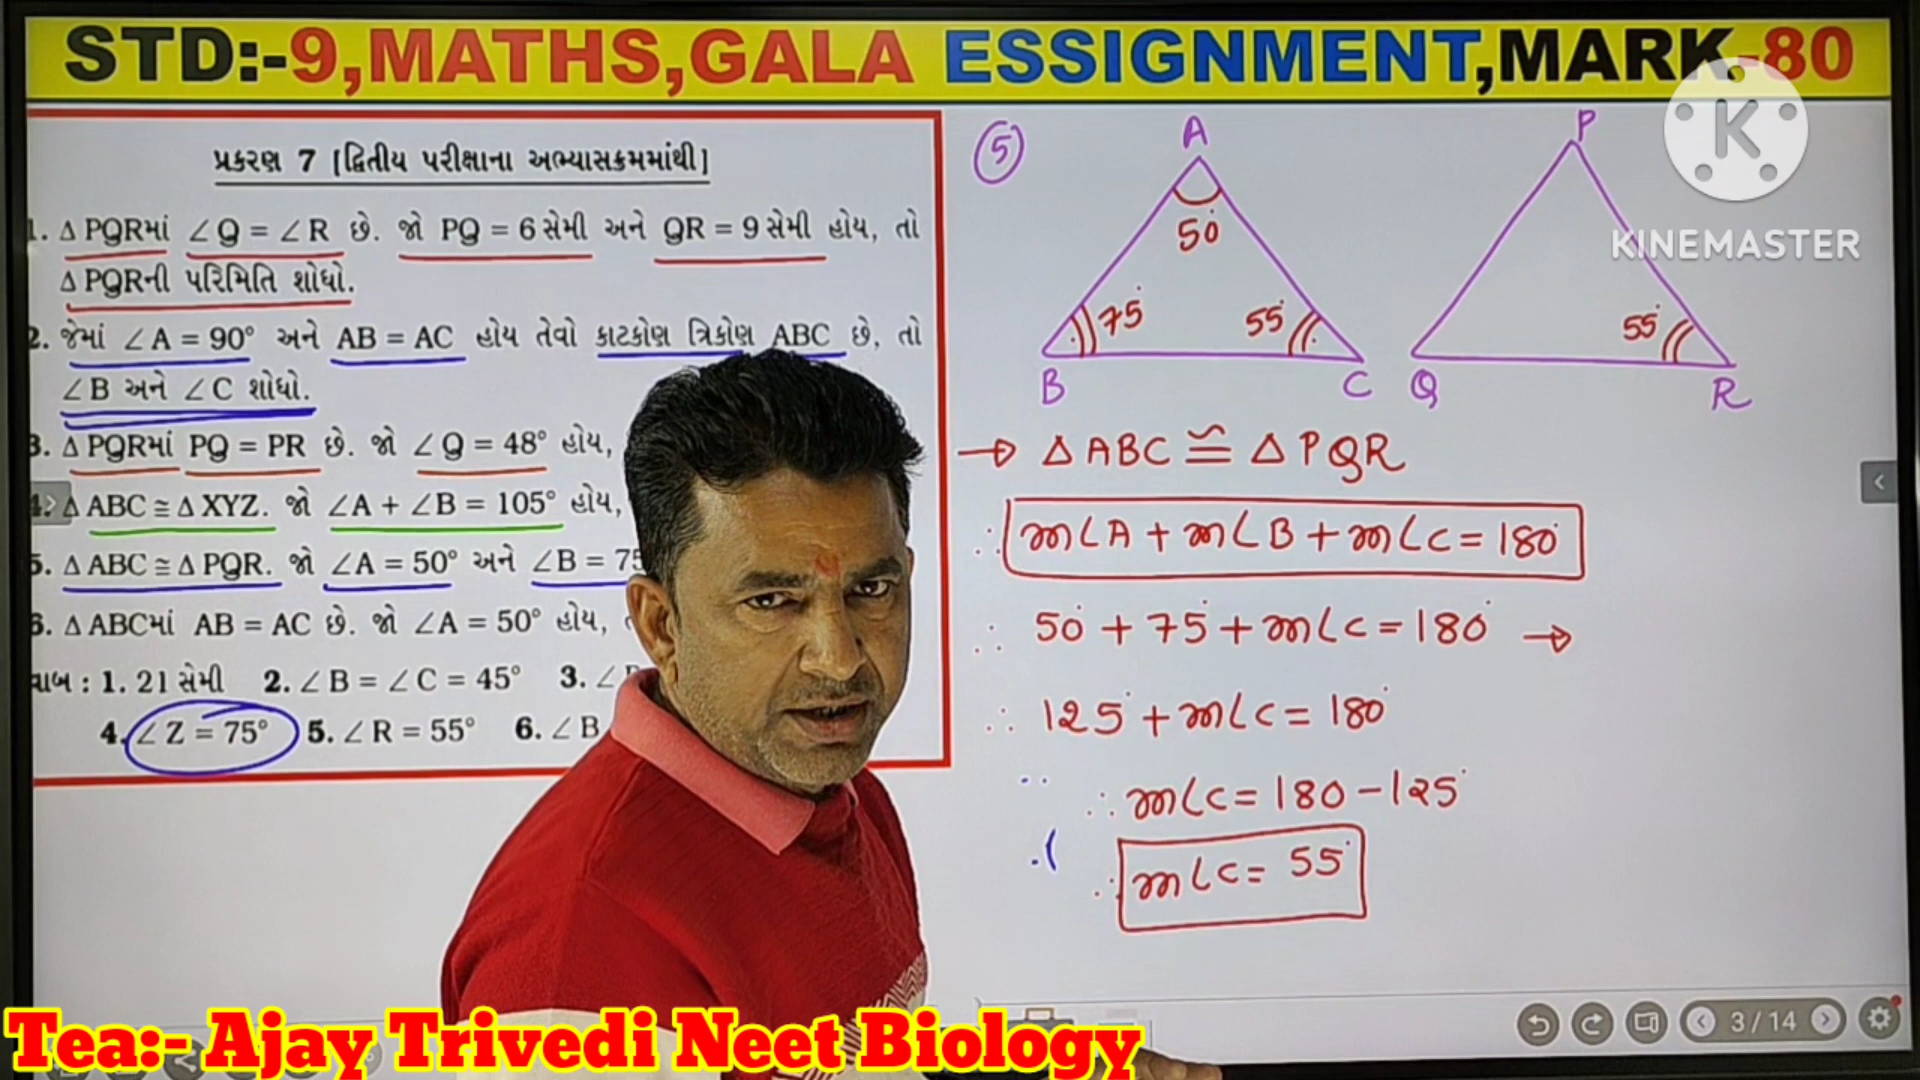 STD:-9,MATHS,GALA ESSIGNMENT,MARK-80
પ્રકરણ 7 [દ્વિતીય પરીક્ષાના અભ્યાસક્રમમાંથી]
1. Δ PQRમાં ∠Q = ∠R છે. જો PQ = 6 સેમી અને QR = 9 સેમી હોય, તો
Δ PQRની પરિમિતિ શોધો.
2. જેમાં ∠A = 90° અને AB = AC હોય તેવો કાટકોણ ત્રિકોણ ABC છે, તો
∠B અને ∠C શોધો.
3. Δ PQRમાં PQ = PR છે. જો ∠Q = 48° હોય,
4. Δ ABC ≅ Δ XYZ. જો ∠A + ∠B = 105° હોય,
5. Δ ABC ≅ Δ PQR. જો ∠A = 50° અને ∠B = 75
6. Δ ABCમાં AB = AC છે. જો ∠A = 50° હોય,
વાબ : 1. 21 સેમી 2. ∠B = ∠C = 45° 3. ∠
4. ∠Z = 75° 5. ∠R = 55° 6. ∠B
5
A
50°
75° 55°
B C
P
55°
Q R
K
KINEMASTER
→ Δ ABC ≅ Δ PQR
∴ m∠A + m∠B + m∠C = 180°
∴ 50° + 75° + m∠C = 180° →
∴ 125° + m∠C = 180°
∴ m∠C = 180 - 125°
∴ m∠C = 55°
3 / 14
Tea:- Ajay Trivedi Neet Biology